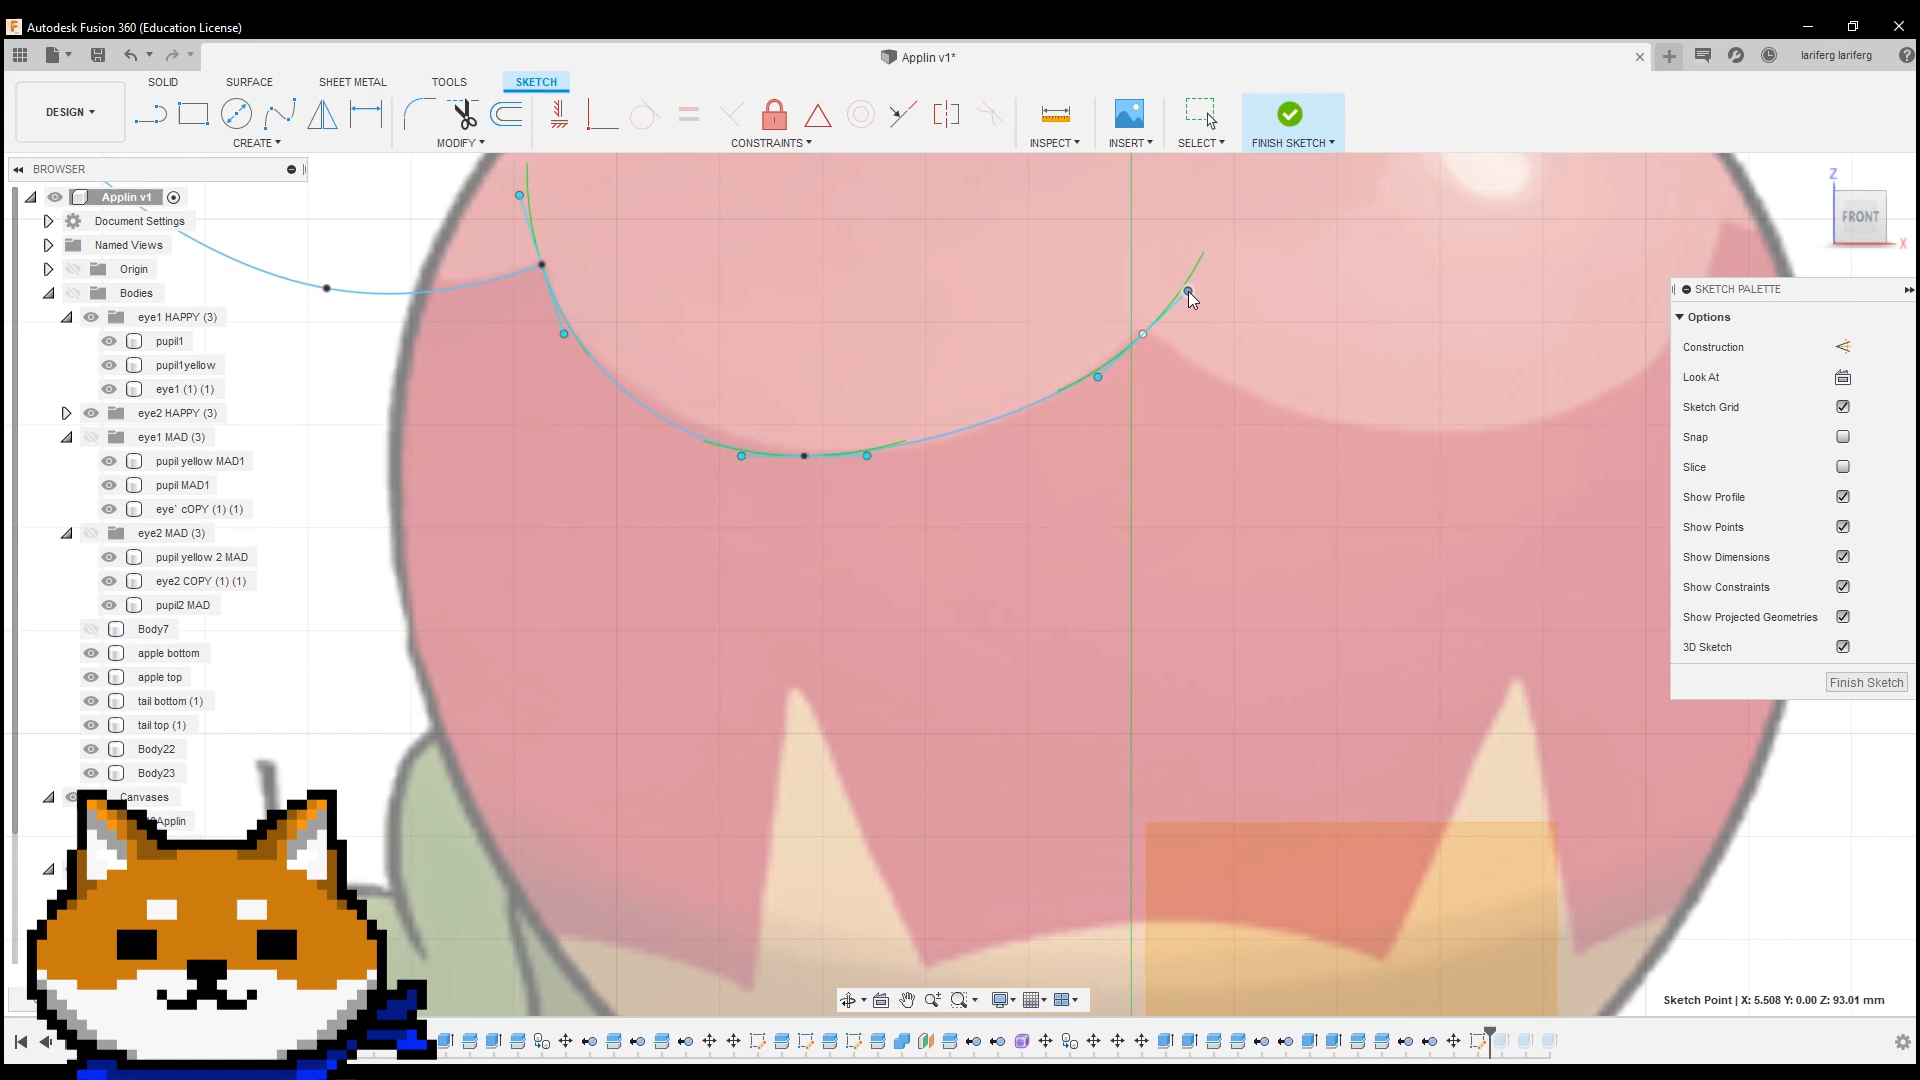 Autodesk Fusion 360 (Education License)
Applin v1*
lariferg lariferg
SOLID SURFACE SHEET METAL TOOLS SKETCH
DESIGN
CREATE MODIFY CONSTRAINTS INSPECT INSERT SELECT FINISH SKETCH
BROWSER
Applin v1
Document Settings
Named Views
Origin
Bodies
eye1 HAPPY (3)
pupil1
pupil1yellow
eye1 (1) (1)
eye2 HAPPY (3)
eye1 MAD (3)
pupil yellow MAD1
pupil MAD1
eye` cOPY (1) (1)
eye2 MAD (3)
pupil yellow 2 MAD
eye2 COPY (1) (1)
pupil2 MAD
Body7
apple bottom
apple top
tail bottom (1)
tail top (1)
Body22
Body23
Canvases
Applin
Z
FRONT
X
SKETCH PALETTE
Options
Construction
Look At
Sketch Grid
Snap
Slice
Show Profile
Show Points
Show Dimensions
Show Constraints
Show Projected Geometries
3D Sketch
Finish Sketch
Sketch Point | X: 5.508 Y: 0.00 Z: 93.01 mm